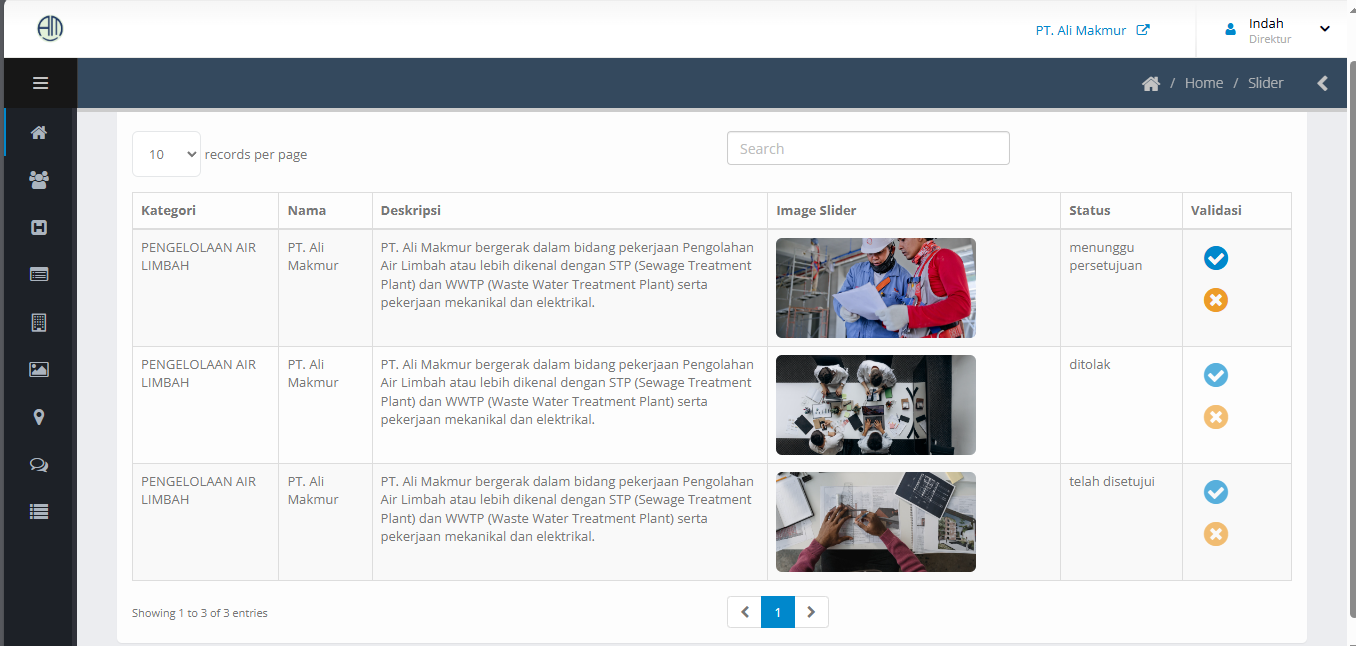 AM
PT. Ali Makmur
Indah
Direktur
/ Home / Slider
10 records per page
Search
Kategori Nama Deskripsi Image Slider Status Validasi
PENGELOLAAN AIR
LIMBAH
PT. Ali
Makmur
PT. Ali Makmur bergerak dalam bidang pekerjaan Pengolahan
Air Limbah atau lebih dikenal dengan STP (Sewage Treatment
Plant) dan WWTP (Waste Water Treatment Plant) serta
pekerjaan mekanikal dan elektrikal.
menunggu
persetujuan
PENGELOLAAN AIR
LIMBAH
PT. Ali
Makmur
PT. Ali Makmur bergerak dalam bidang pekerjaan Pengolahan
Air Limbah atau lebih dikenal dengan STP (Sewage Treatment
Plant) dan WWTP (Waste Water Treatment Plant) serta
pekerjaan mekanikal dan elektrikal.
ditolak
PENGELOLAAN AIR
LIMBAH
PT. Ali
Makmur
PT. Ali Makmur bergerak dalam bidang pekerjaan Pengolahan
Air Limbah atau lebih dikenal dengan STP (Sewage Treatment
Plant) dan WWTP (Waste Water Treatment Plant) serta
pekerjaan mekanikal dan elektrikal.
telah disetujui
Showing 1 to 3 of 3 entries
1